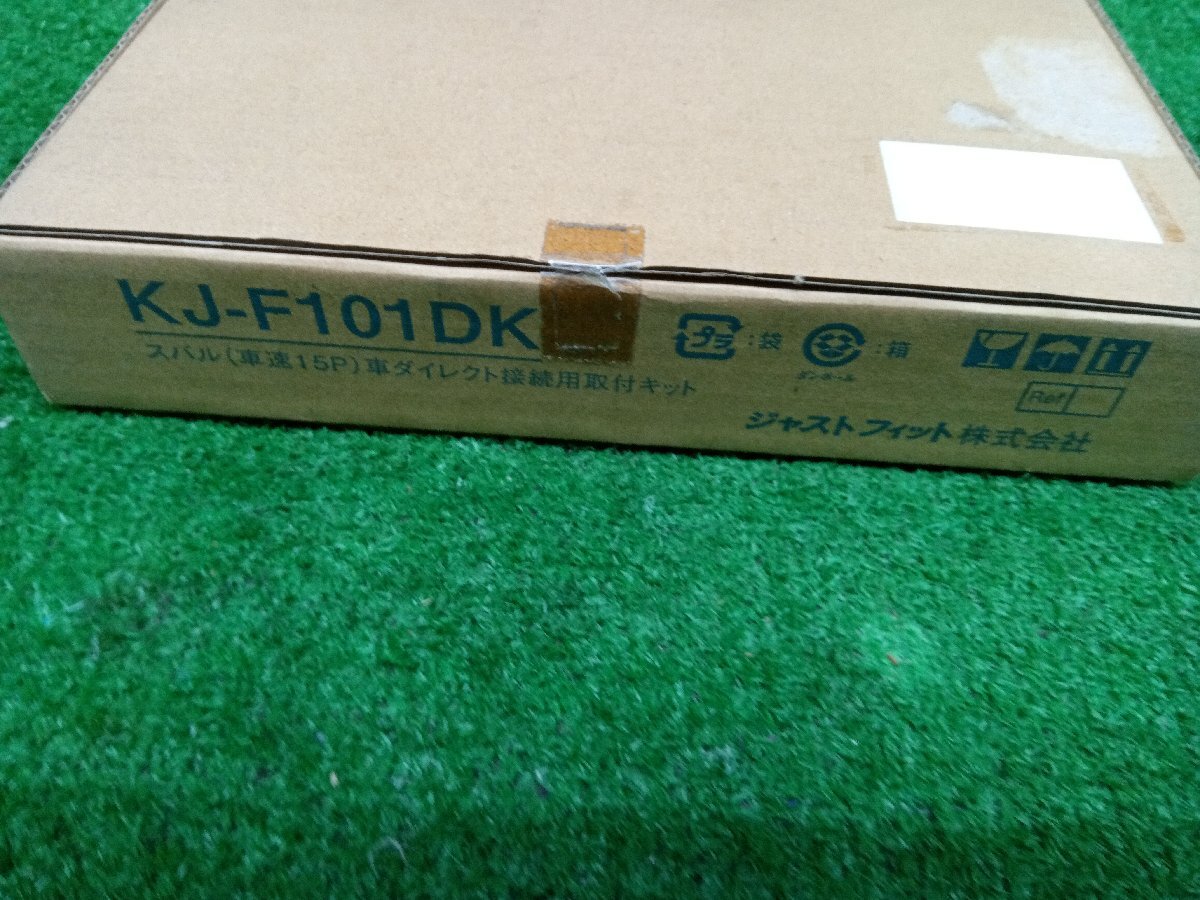 KJ-F101DK
スバル(車速15P)車ダイレクト接続用取付キット
プラ :袋
ダンボール :箱
Ref
ジャストフィット株式会社